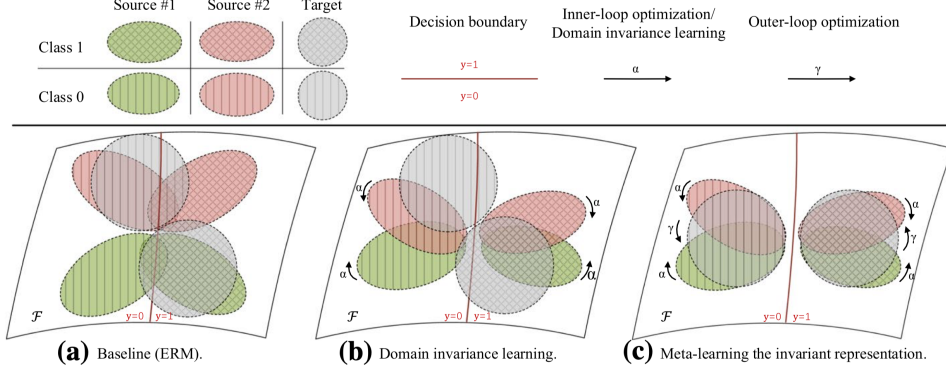 Source #1
Source #2
Target
Class 1
Class 0
Decision boundary
y=1
y=0
Inner-loop optimization/
Domain invariance learning
α
Outer-loop optimization
γ
ℱ
y=0
y=1
(a) Baseline (ERM).
α
α
α
α
ℱ
y=0
y=1
(b) Domain invariance learning.
α
γ
α
α
γ
α
ℱ
y=0
y=1
(c) Meta-learning the invariant representation.